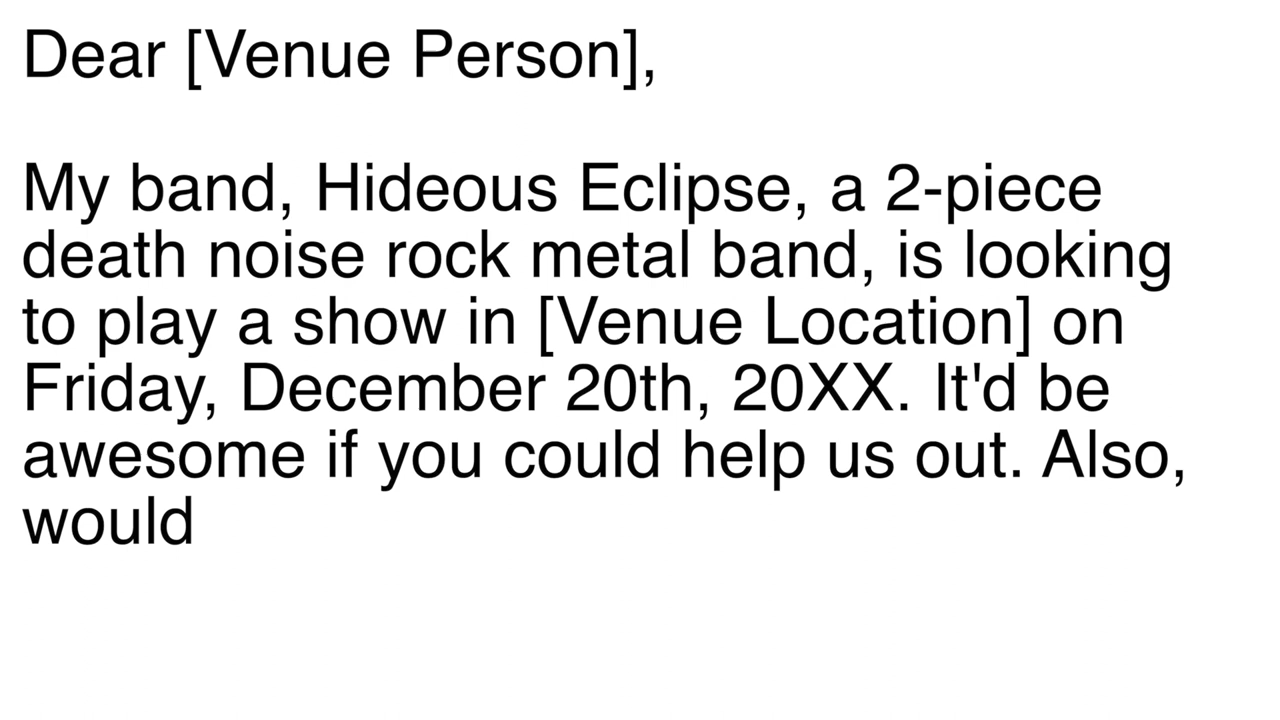 Dear [Venue Person],
My band, Hideous Eclipse, a 2-piece
death noise rock metal band, is looking
to play a show in [Venue Location] on
Friday, December 20th, 20XX. It'd be
awesome if you could help us out. Also,
would